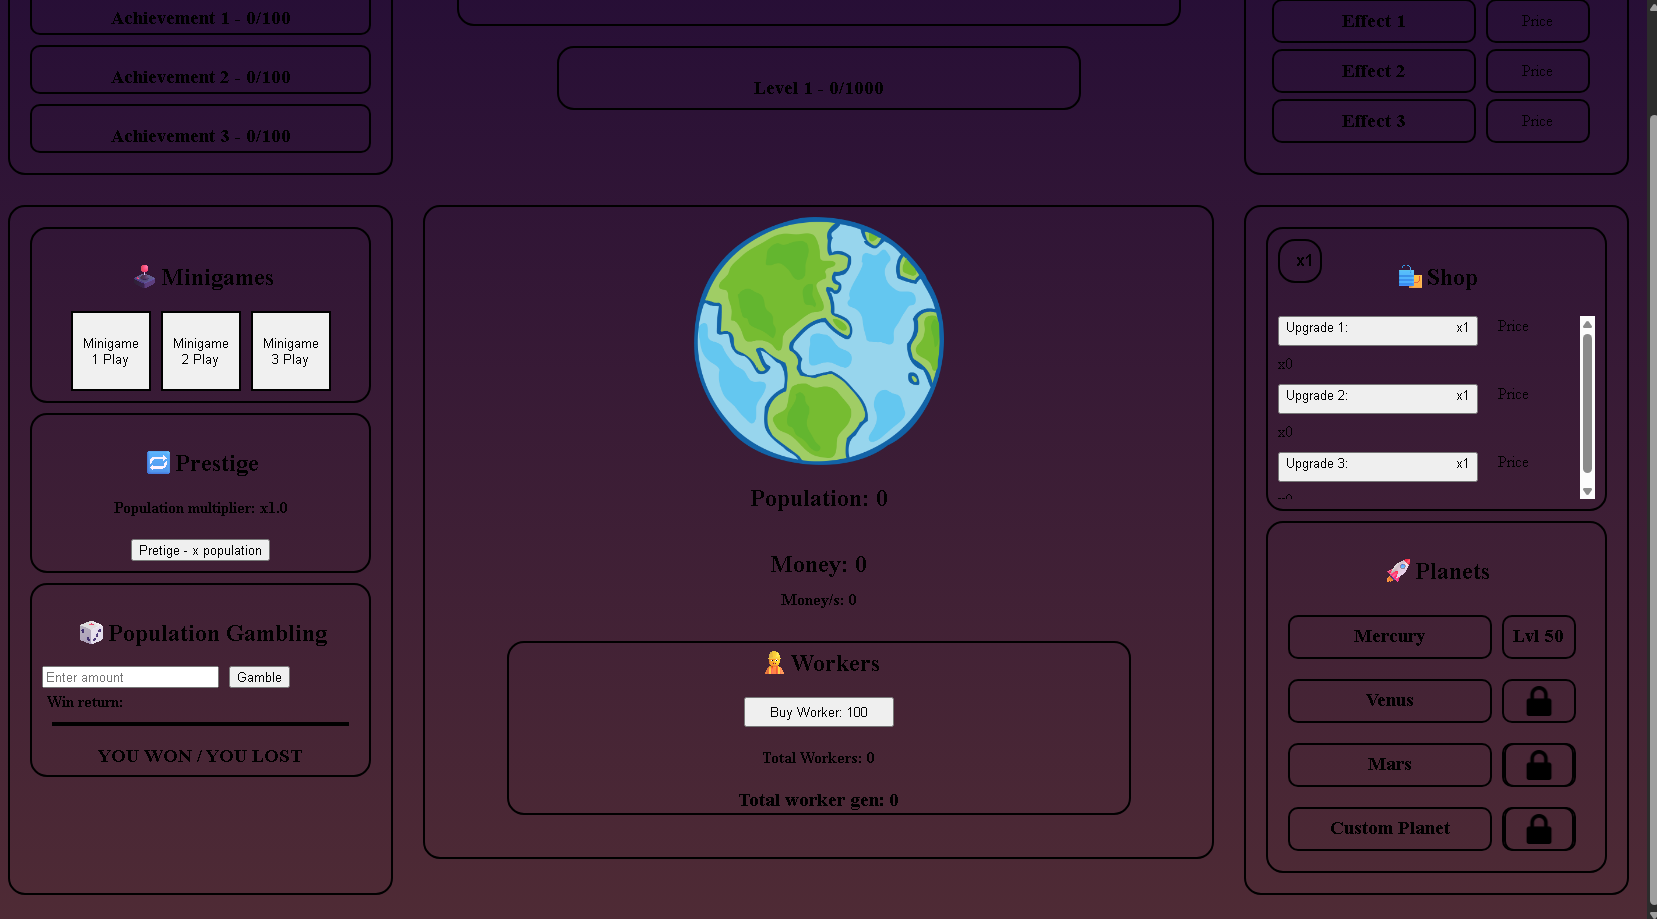 Achievement 1 - 0/100
Achievement 2 - 0/100
Achievement 3 - 0/100
Level 1 - 0/1000
Effect 1 Price
Effect 2 Price
Effect 3 Price
Minigames
Minigame 1 Play
Minigame 2 Play
Minigame 3 Play
Prestige
Population multiplier: x1.0
Pretige - x population
Population Gambling
Enter amount Gamble
Win return:
YOU WON / YOU LOST
Population: 0
Money: 0
Money/s: 0
Workers
Buy Worker: 100
Total Workers: 0
Total worker gen: 0
x1
Shop
Upgrade 1: x1 Price
x0
Upgrade 2: x1 Price
x0
Upgrade 3: x1 Price
x0
Planets
Mercury Lvl 50
Venus
Mars
Custom Planet